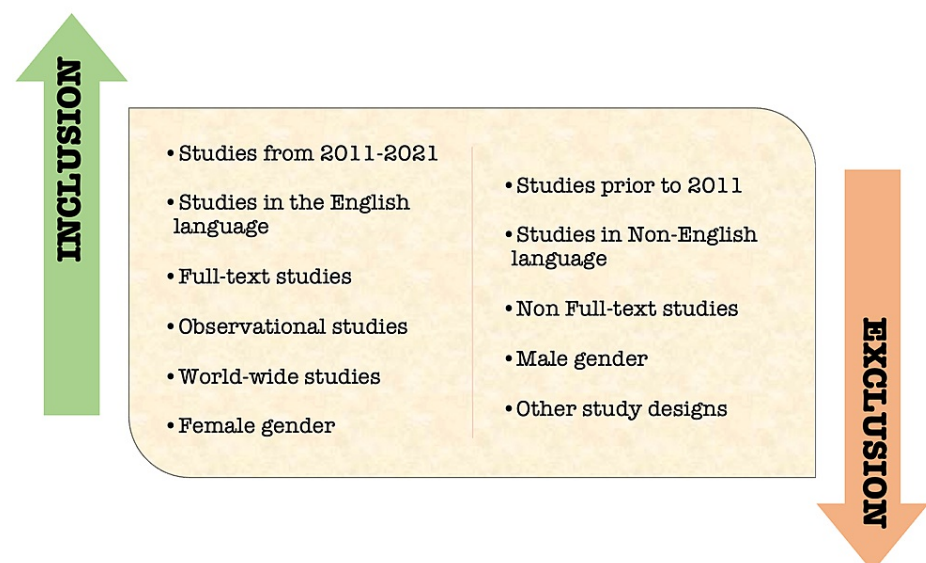 INCLUSION
• Studies from 2011-2021
• Studies in the English
language
• Full-text studies
• Observational studies
• World-wide studies
• Female gender
• Studies prior to 2011
• Studies in Non-English
language
• Non Full-text studies
• Male gender
• Other study designs
EXCLUSION